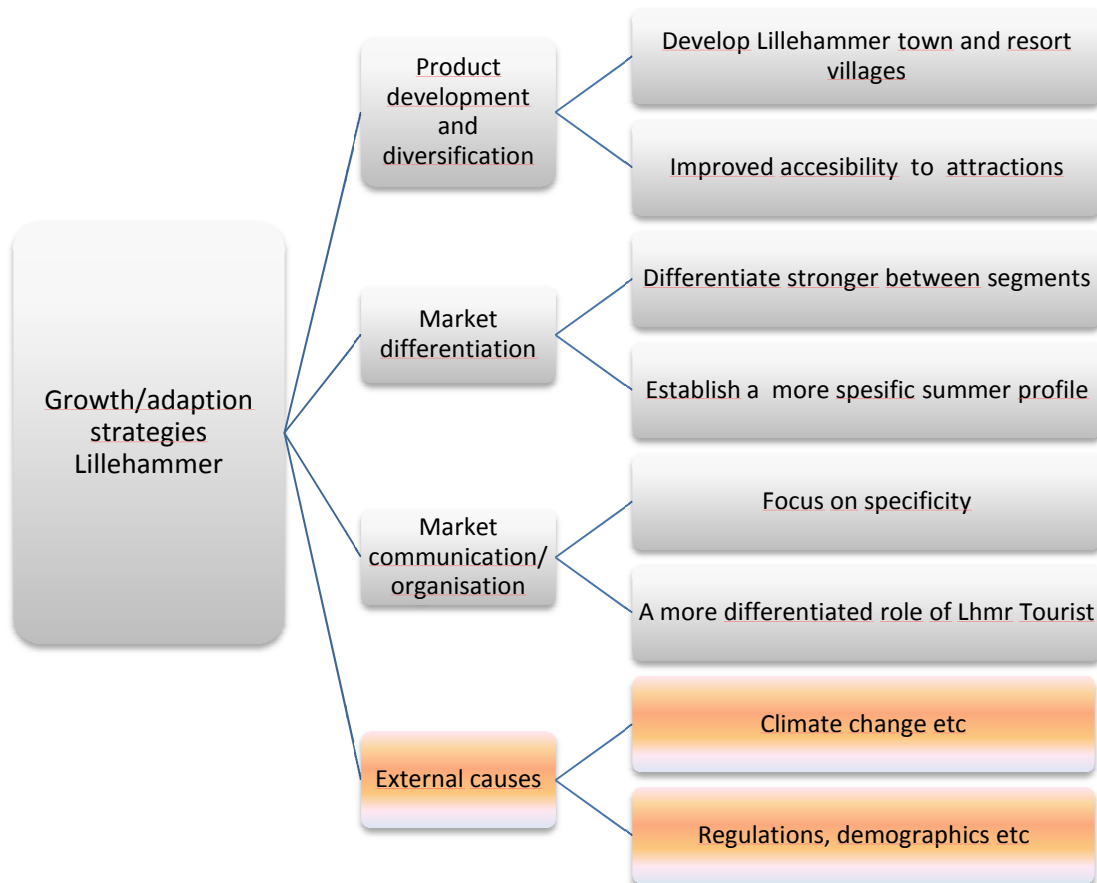 Growth/adaption
strategies
Lillehammer
Product
development
and
diversification
Develop Lillehammer town and resort
villages
Improved accesibility to attractions
Market
differentiation
Differentiate stronger between segments
Establish a more spesific summer profile
Market
communication/
organisation
Focus on specificity
A more differentiated role of Lhmr Tourist
External causes
Climate change etc
Regulations, demographics etc